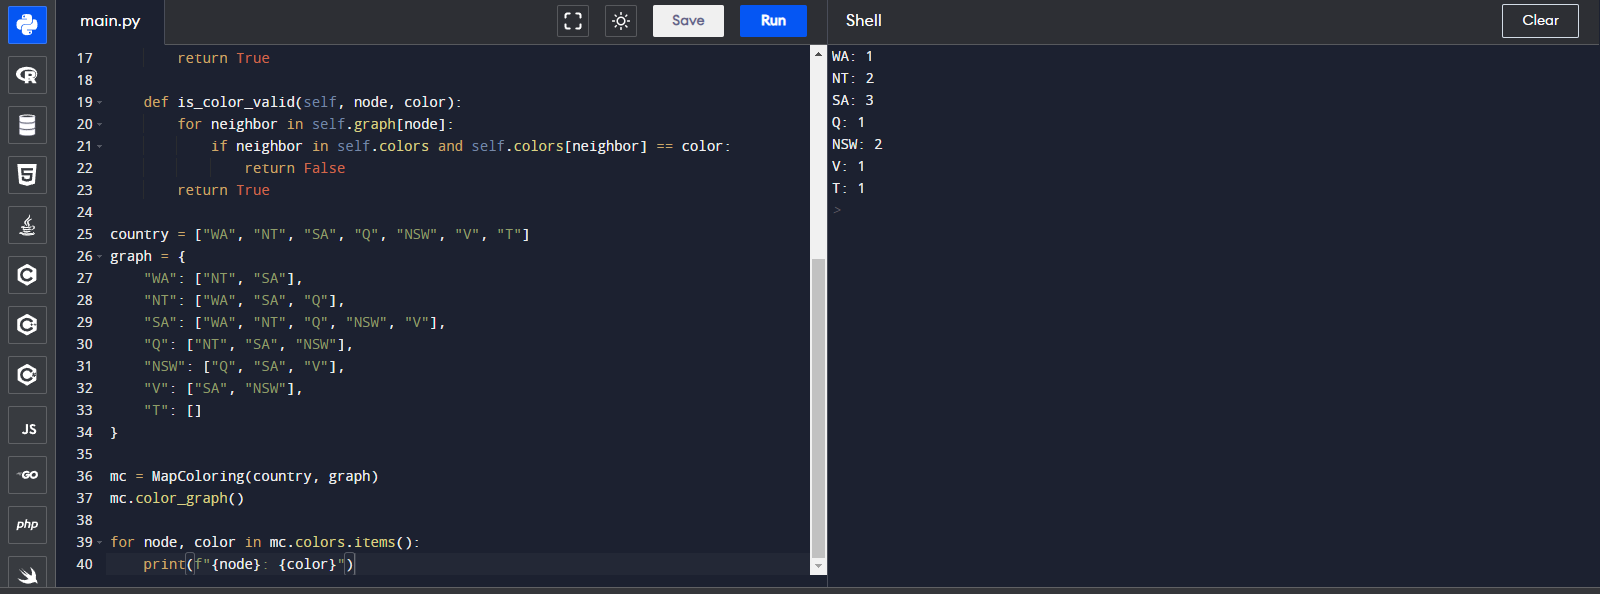 main.py
Save
Run
Shell
Clear
17 return True
18
19 def is_color_valid(self, node, color):
20 for neighbor in self.graph[node]:
21 if neighbor in self.colors and self.colors[neighbor] == color:
22 return False
23 return True
24
25 country = ["WA", "NT", "SA", "Q", "NSW", "V", "T"]
26 graph = {
27 "WA": ["NT", "SA"],
28 "NT": ["WA", "SA", "Q"],
29 "SA": ["WA", "NT", "Q", "NSW", "V"],
30 "Q": ["NT", "SA", "NSW"],
31 "NSW": ["Q", "SA", "V"],
32 "V": ["SA", "NSW"],
33 "T": []
34 }
35
36 mc = MapColoring(country, graph)
37 mc.color_graph()
38
39 for node, color in mc.colors.items():
40 print(f"{node}: {color}")
WA: 1
NT: 2
SA: 3
Q: 1
NSW: 2
V: 1
T: 1
>
R
5
C
C
C
JS
GO
php